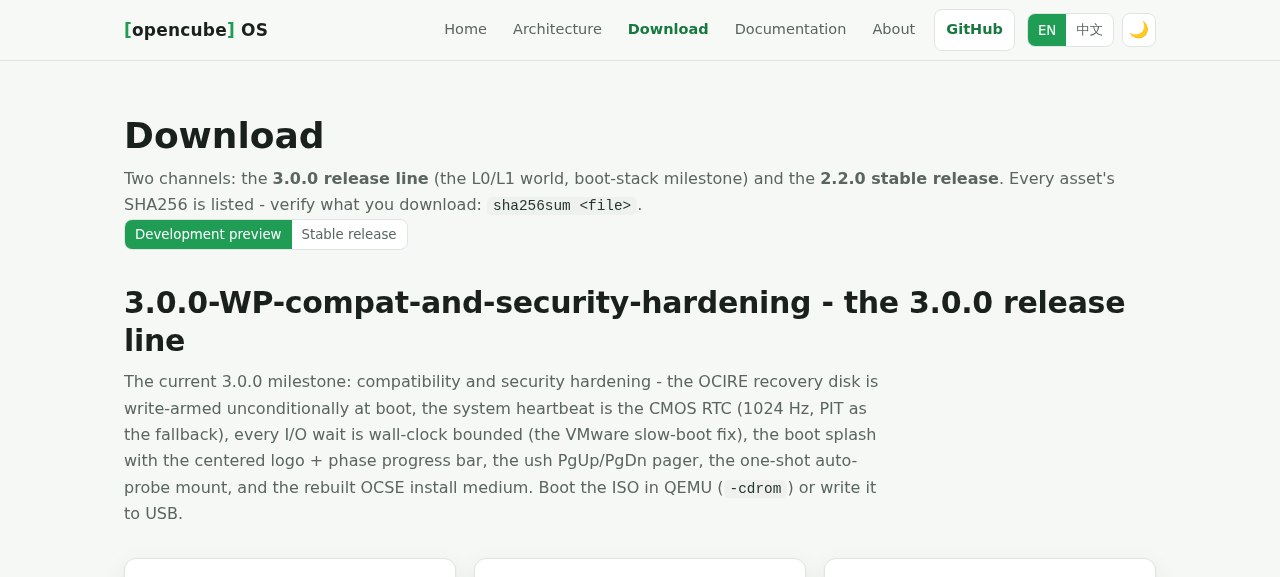 [opencube] OS Home Architecture Download Documentation About GitHub EN 中文
Download
Two channels: the 3.0.0 release line (the L0/L1 world, boot-stack milestone) and the 2.2.0 stable release. Every asset's
SHA256 is listed - verify what you download: sha256sum <file>.
Development preview Stable release
3.0.0-WP-compat-and-security-hardening - the 3.0.0 release
line
The current 3.0.0 milestone: compatibility and security hardening - the OCIRE recovery disk is
write-armed unconditionally at boot, the system heartbeat is the CMOS RTC (1024 Hz, PIT as
the fallback), every I/O wait is wall-clock bounded (the VMware slow-boot fix), the boot splash
with the centered logo + phase progress bar, the ush PgUp/PgDn pager, the one-shot auto-
probe mount, and the rebuilt OCSE install medium. Boot the ISO in QEMU (-cdrom) or write it
to USB.